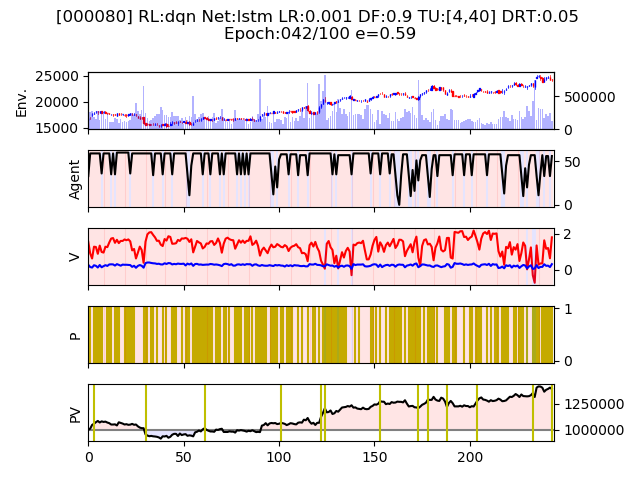 [000080] RL:dqn Net:lstm LR:0.001 DF:0.9 TU:[4,40] DRT:0.05
Epoch:042/100 e=0.59
Env.
25000
20000
15000
500000
0
Agent
50
0
V
2
0
P
1
0
PV
1250000
1000000
0 50 100 150 200